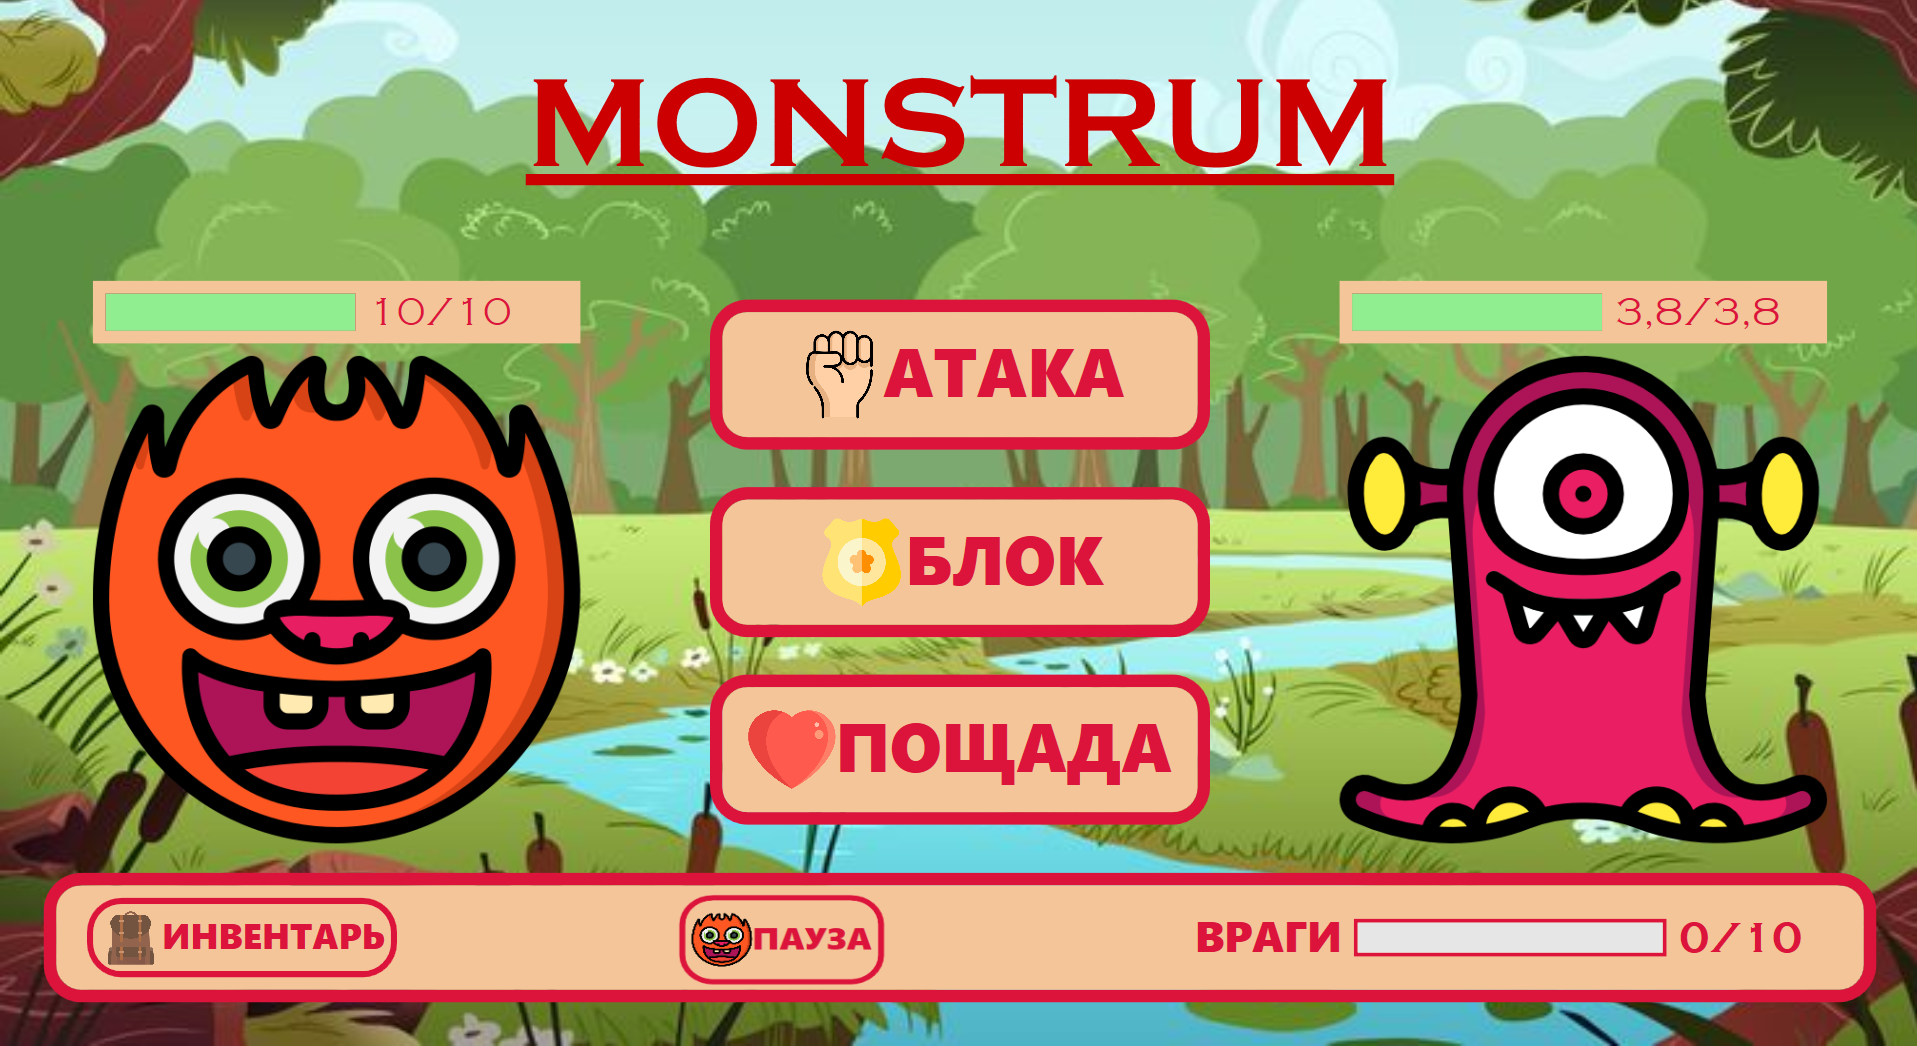 MONSTRUM
10/10
3,8/3,8
АТАКА
БЛОК
ПОЩАДА
ИНВЕНТАРЬ
ПАУЗА
ВРАГИ 0/10